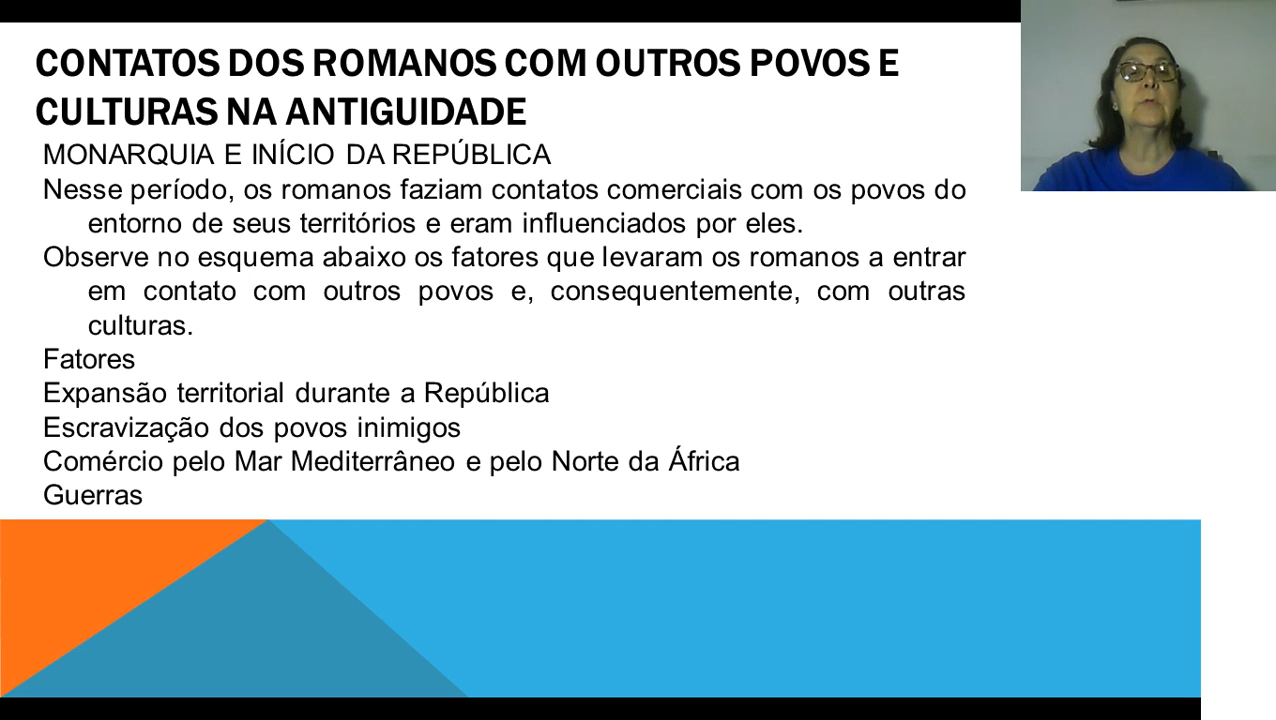 CONTATOS DOS ROMANOS COM OUTROS POVOS E
CULTURAS NA ANTIGUIDADE
MONARQUIA E INÍCIO DA REPÚBLICA
Nesse período, os romanos faziam contatos comerciais com os povos do
entorno de seus territórios e eram influenciados por eles.
Observe no esquema abaixo os fatores que levaram os romanos a entrar
em contato com outros povos e, consequentemente, com outras
culturas.
Fatores
Expansão territorial durante a República
Escravização dos povos inimigos
Comércio pelo Mar Mediterrâneo e pelo Norte da África
Guerras